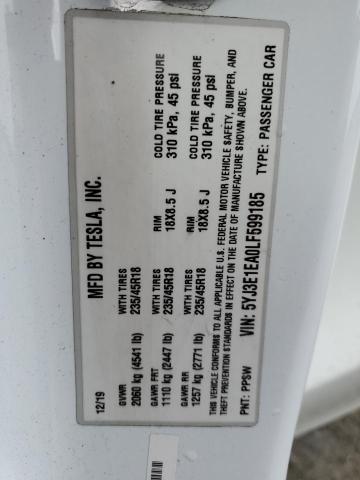 MFD BY TESLA, INC.
12/19
GVWR
2060 kg (4541 lb)
GAWR FRT WITH TIRES RIM COLD TIRE PRESSURE
1110 kg (2447 lb) 235/45R18 18X8.5 J 310 kPa, 45 psi
GAWR RR WITH TIRES RIM COLD TIRE PRESSURE
1257 kg (2771 lb) 235/45R18 18X8.5 J 310 kPa, 45 psi
THIS VEHICLE CONFORMS TO ALL APPLICABLE U.S. FEDERAL MOTOR VEHICLE SAFETY, BUMPER, AND
THEFT PREVENTION STANDARDS IN EFFECT ON THE DATE OF MANUFACTURE SHOWN ABOVE.
PNT: PPSW VIN: 5YJ3E1EA0LF599185 TYPE: PASSENGER CAR